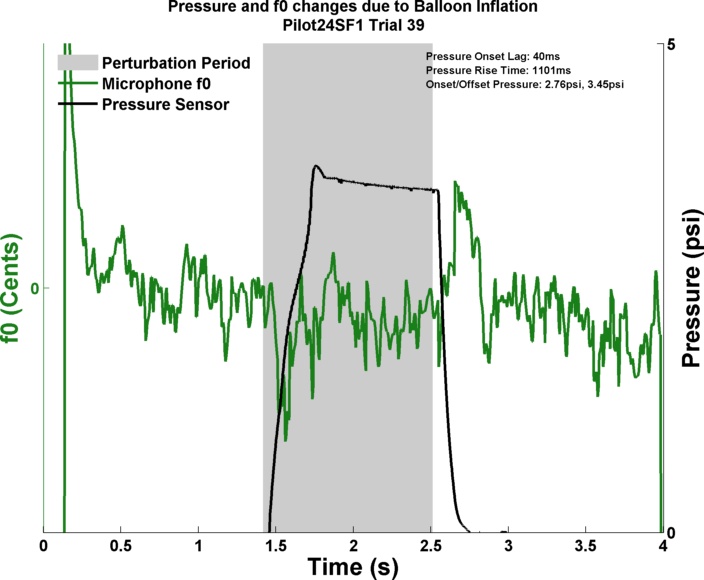 Pressure and f0 changes due to Balloon Inflation
Pilot24SF1 Trial 39
Perturbation Period
Microphone f0
Pressure Sensor
Pressure Onset Lag: 40ms
Pressure Rise Time: 1101ms
Onset/Offset Pressure: 2.76psi, 3.45psi
5
0
f0 (Cents)
Pressure (psi)
0
0 0.5 1 1.5 2 2.5 3 3.5 4
Time (s)